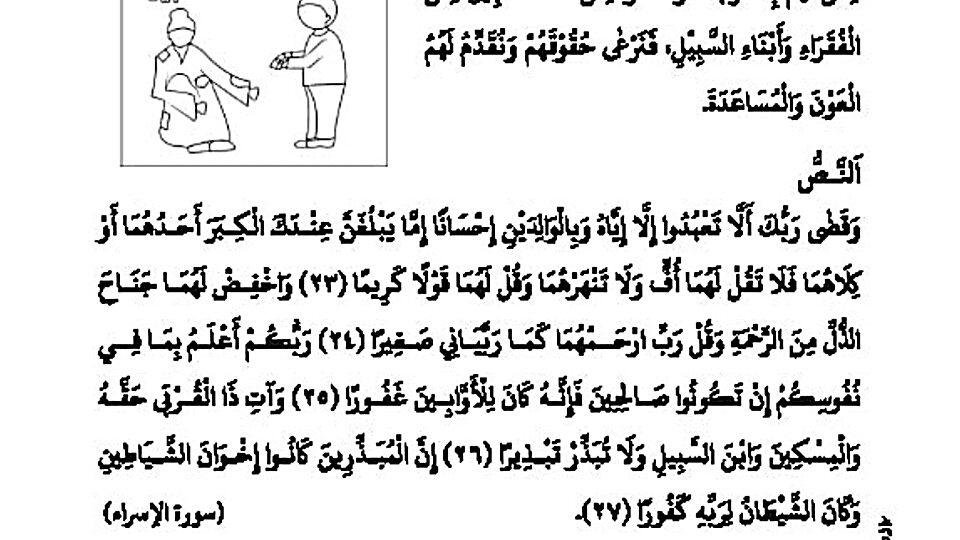 الْفُقَرَاءِ وَأَبْنَاءِ السَّبِيْلِ، فَنَرْعٰى حُقُوْقَهُمْ وَنُقَدِّمُ لَهُمُ
الْعَوْنَ وَالْمُسَاعَدَةَ.
اَلنَّــصُّ
وَقَضٰى رَبُّكَ أَلَّا تَعْبُدُوا إِلَّا إِيَّاهُ وَبِالْوَالِدَيْنِ إِحْسَانًا إِمَّا يَبْلُغَنَّ عِنْدَكَ الْكِبَرَ أَحَدُهُمَا أَوْ
كِلَاهُمَا فَلَا تَقُلْ لَهُمَا أُفٍّ وَلَا تَنْهَرْهُمَا وَقُلْ لَهُمَا قَوْلًا كَرِيمًا (٢٣) وَاخْفِضْ لَهُمَا جَنَاحَ
الذُّلِّ مِنَ الرَّحْمَةِ وَقُلْ رَبِّ ارْحَمْهُمَا كَمَا رَبَّيَانِي صَغِيرًا (٢٤) رَبُّكُمْ أَعْلَمُ بِمَا فِي
نُفُوسِكُمْ إِنْ تَكُونُوا صَالِحِينَ فَإِنَّهُ كَانَ لِلْأَوَّابِينَ غَفُورًا (٢٥) وَآتِ ذَا الْقُرْبَى حَقَّهُ
وَالْمِسْكِينَ وَابْنَ السَّبِيلِ وَلَا تُبَذِّرْ تَبْذِيرًا (٢٦) إِنَّ الْمُبَذِّرِينَ كَانُوا إِخْوَانَ الشَّيَاطِينِ
وَكَانَ الشَّيْطَانُ لِرَبِّهِ كَفُورًا (٢٧). (سورة الإسراء)